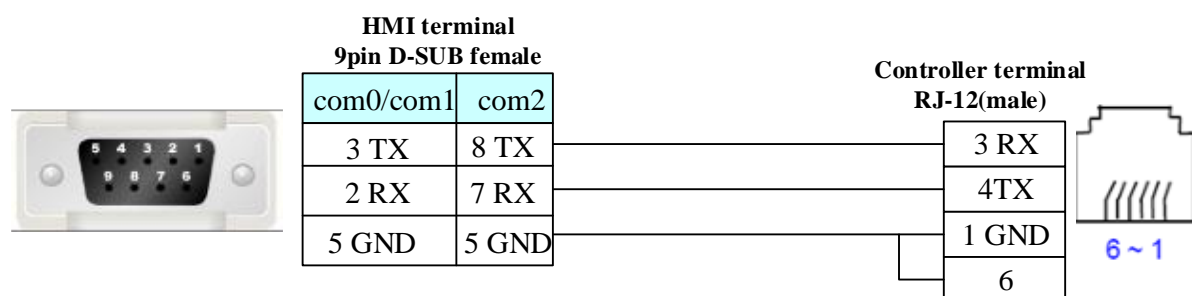 HMI terminal
9pin D-SUB female
com0/com1 com2
3 TX 8 TX
2 RX 7 RX
5 GND 5 GND
Controller terminal
RJ-12(male)
3 RX
4TX
1 GND
6
5 4 3 2 1
9 8 7 6
6 ~ 1